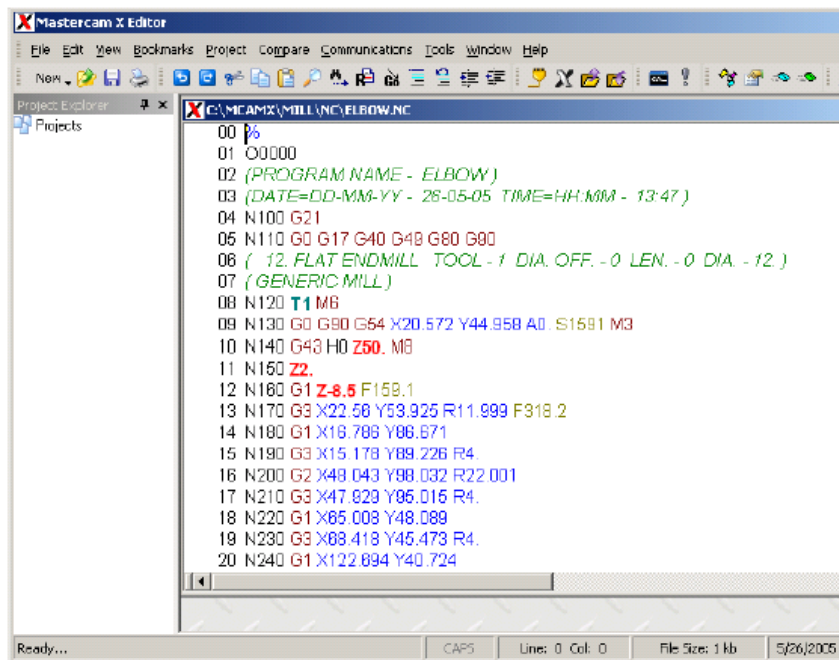 Mastercam X Editor
File Edit View Bookmarks Project Compare Communications Tools Window Help
New
Project Explorer
Projects
C:\MCAMX\MILL\NC\ELBOW.NC
00 %
01 O0000
02 (PROGRAM NAME - ELBOW )
03 (DATE=DD-MM-YY - 26-05-05 TIME=HH:MM - 13:47 )
04 N100 G21
05 N110 G0 G17 G40 G49 G80 G90
06 ( 12. FLAT ENDMILL TOOL - 1 DIA. OFF. - 0 LEN. - 0 DIA. - 12. )
07 ( GENERIC MILL )
08 N120 T1 M6
09 N130 G0 G90 G54 X20.572 Y44.958 A0. S1591 M3
10 N140 G43 H0 Z50. M8
11 N150 Z2.
12 N160 G1 Z-8.5 F159.1
13 N170 G3 X22.56 Y53.925 R11.999 F318.2
14 N180 G1 X16.786 Y86.671
15 N190 G3 X15.178 Y89.226 R4.
16 N200 G2 X48.043 Y98.032 R22.001
17 N210 G3 X47.929 Y95.015 R4.
18 N220 G1 X65.008 Y48.089
19 N230 G3 X68.418 Y45.473 R4.
20 N240 G1 X122.694 Y40.724
Ready...
CAPS
Line: 0 Col: 0
File Size: 1 kb
5/26/2005